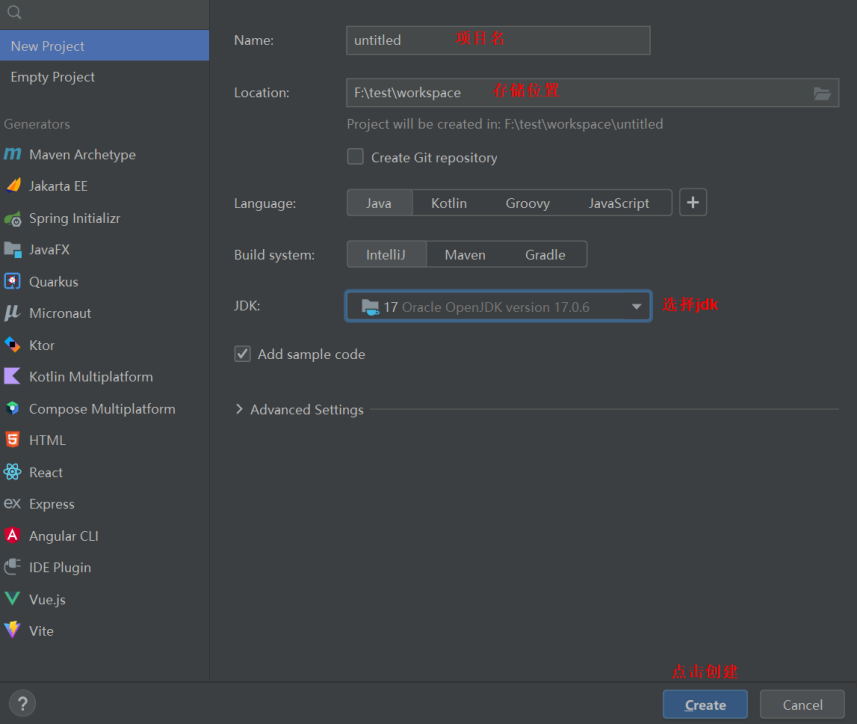 New Project
Empty Project
Generators
Maven Archetype
Jakarta EE
Spring Initializr
JavaFX
Quarkus
Micronaut
Ktor
Kotlin Multiplatform
Compose Multiplatform
HTML
React
ex Express
Angular CLI
IDE Plugin
Vue.js
Vite
Name: untitled 项目名
Location: F:\test\workspace 存储位置
Project will be created in: F:\test\workspace\untitled
Create Git repository
Language: Java Kotlin Groovy JavaScript +
Build system: IntelliJ Maven Gradle
JDK: 17 Oracle OpenJDK version 17.0.6 选择jdk
Add sample code
Advanced Settings
点击创建
? Create Cancel